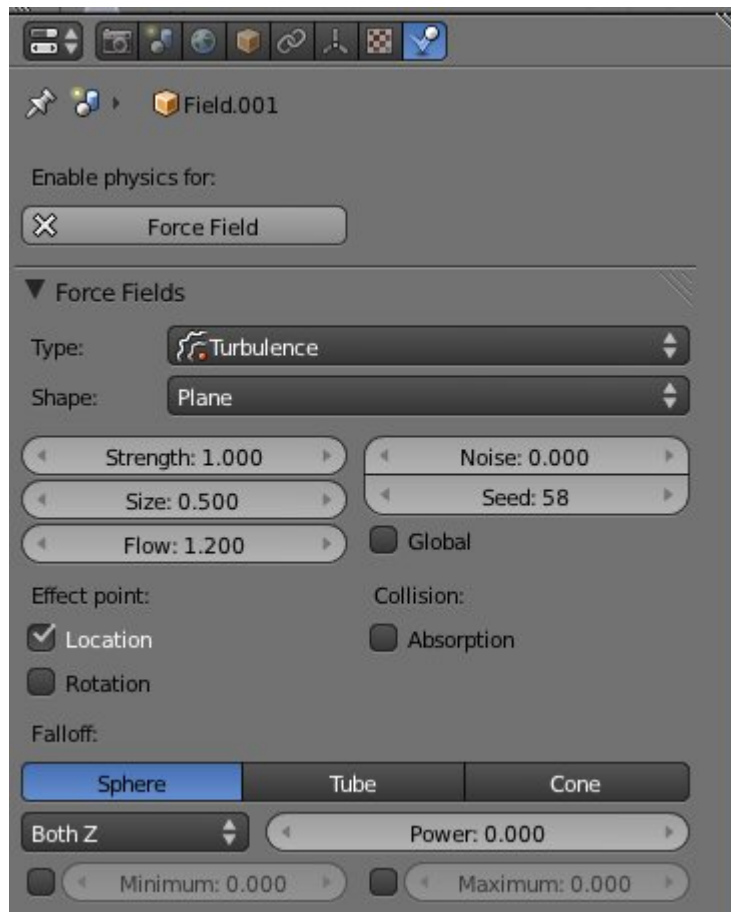 Field.001
Enable physics for:
Force Field
Force Fields
Type: Turbulence
Shape: Plane
Strength: 1.000 Noise: 0.000
Size: 0.500 Seed: 58
Flow: 1.200 Global
Effect point: Collision:
Location Absorption
Rotation
Falloff:
Sphere Tube Cone
Both Z Power: 0.000
Minimum: 0.000 Maximum: 0.000